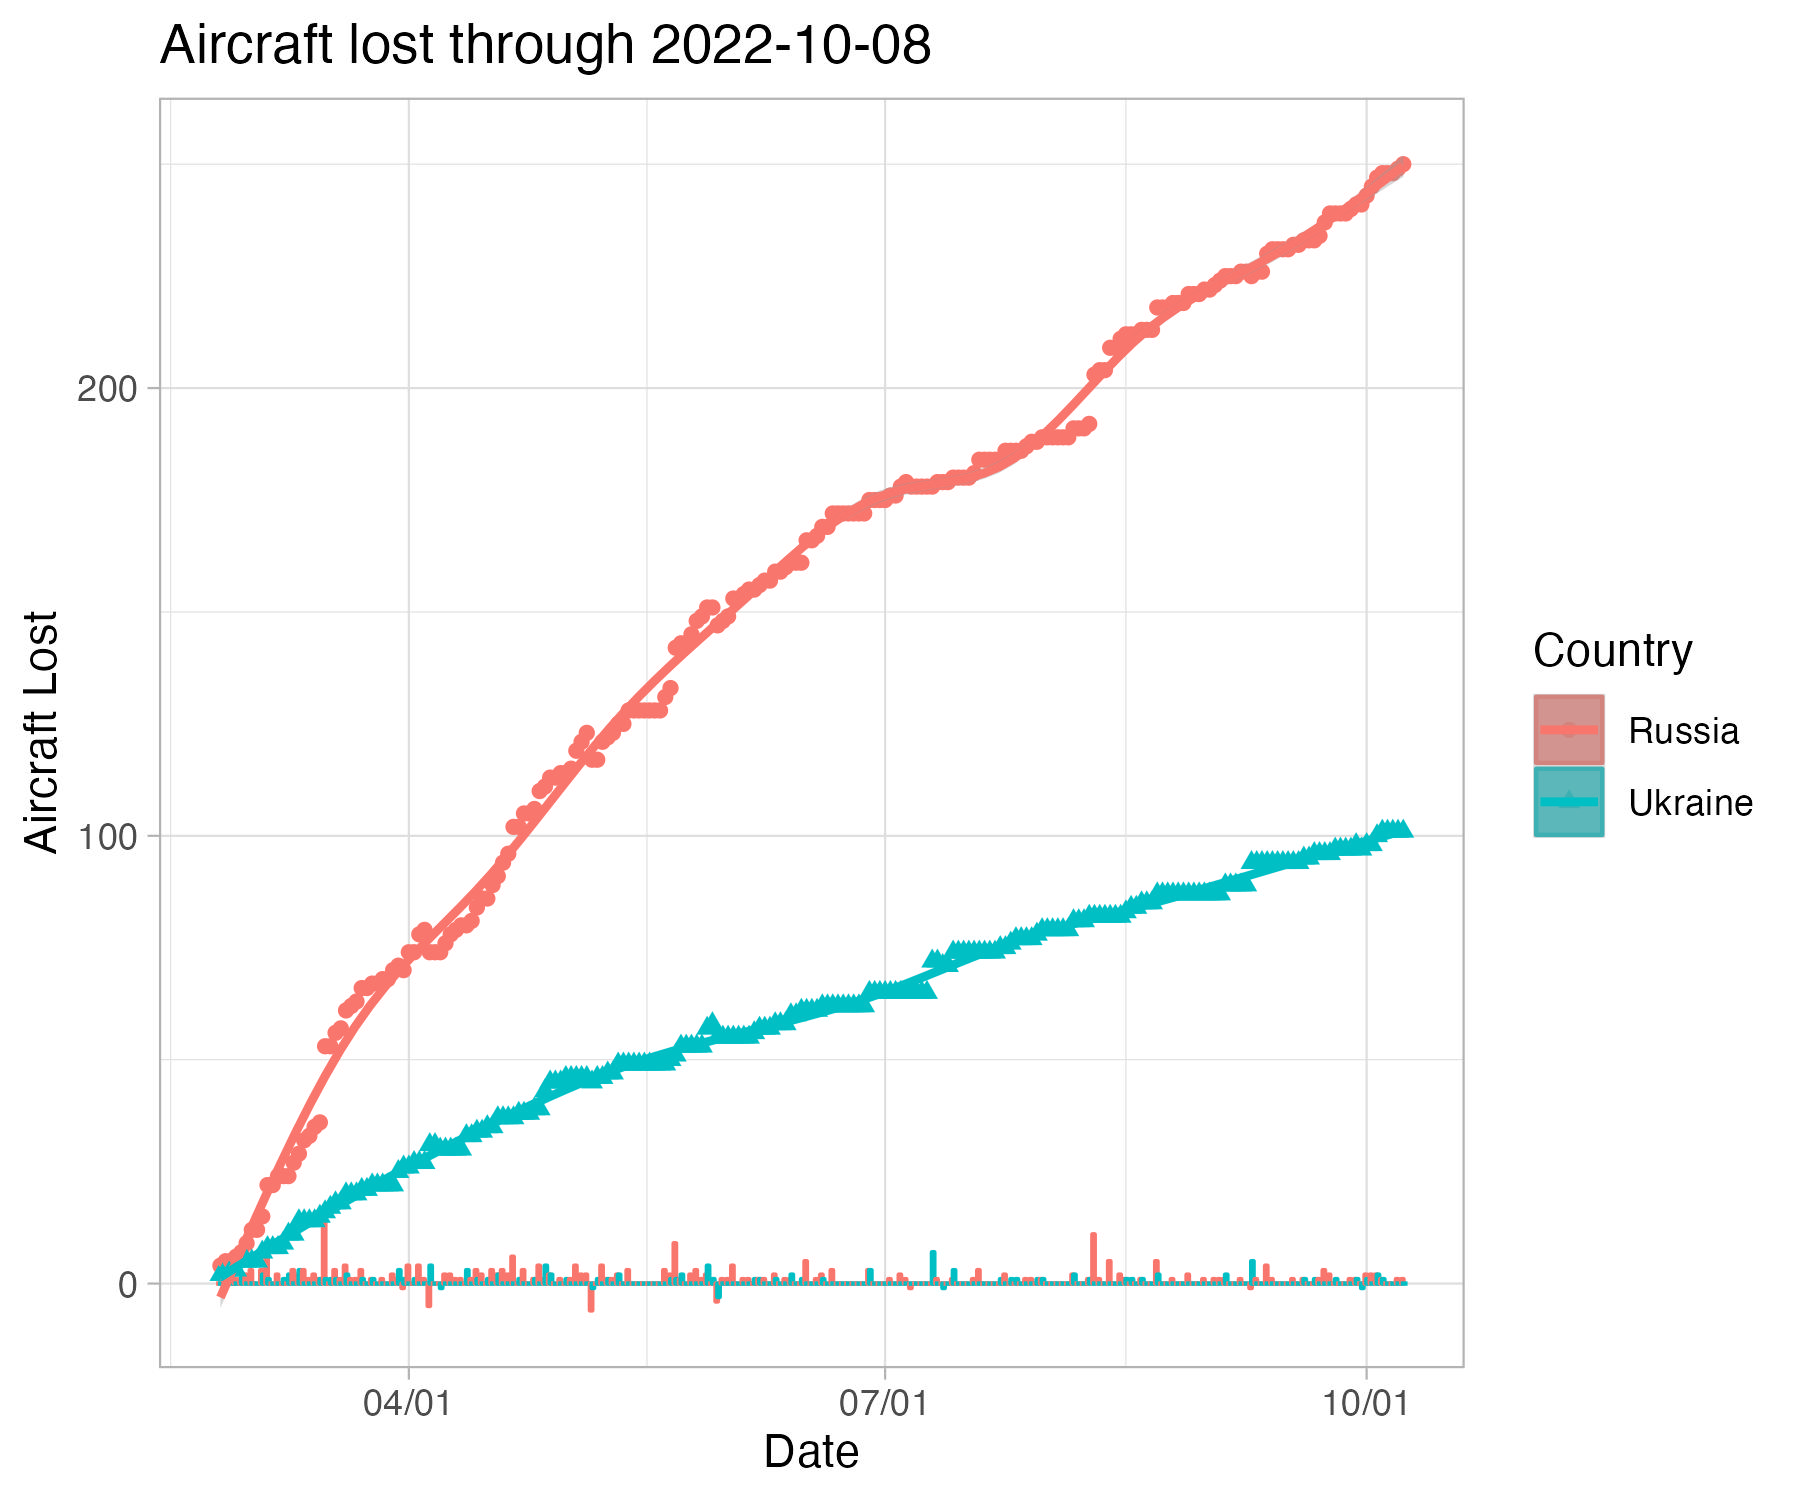 Aircraft lost through 2022-10-08
Aircraft Lost
200
100
0
04/01
07/01
10/01
Date
Country
Russia
Ukraine